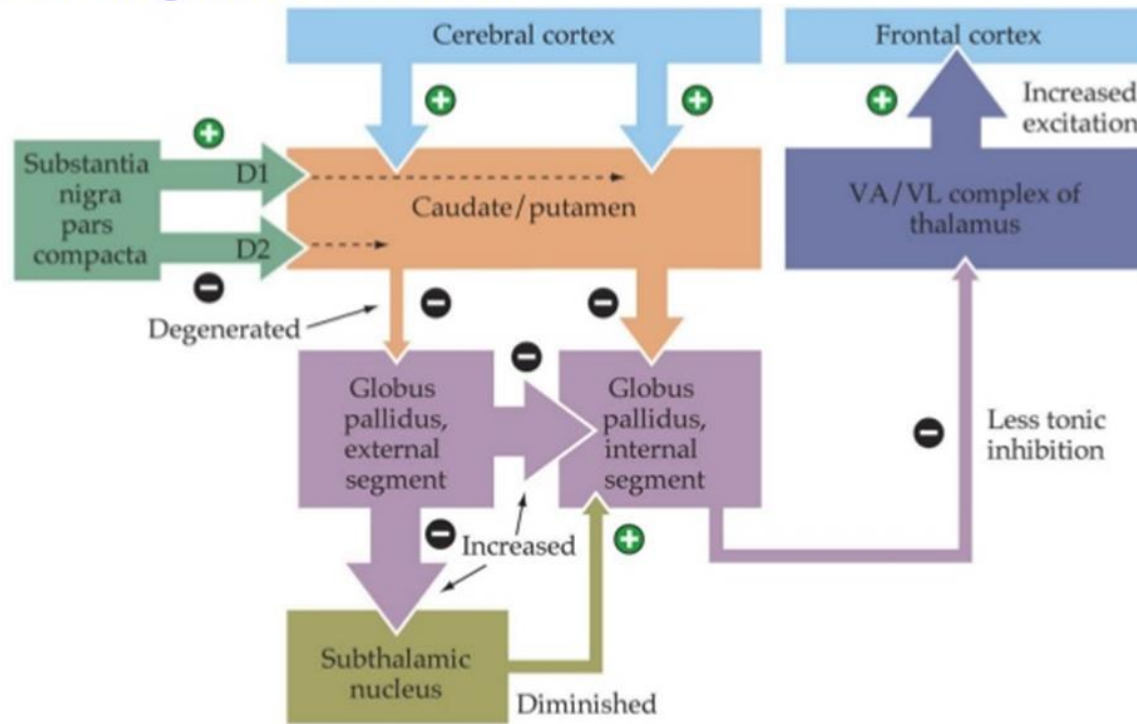 Cerebral cortex
Frontal cortex
Increased
excitation
Substantia
nigra
pars
compacta
D1
D2
Caudate/putamen
VA/VL complex of
thalamus
Degenerated
Globus
pallidus,
external
segment
Globus
pallidus,
internal
segment
Less tonic
inhibition
Increased
Subthalamic
nucleus
Diminished